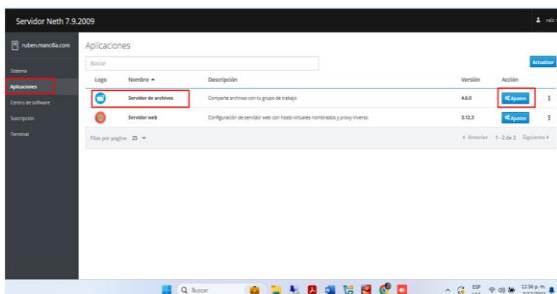 Servidor Neth 7.9.2009
ruben.mancilla.com
Aplicaciones
Buscar
Actualizar
Sistema
Aplicaciones
Centro de software
Suscripción
Terminal
Logo Nombre Descripción Versión Acción
Servidor de archivos Comparte archivos con tu grupo de trabajo 4.6.0 Ajustes
Servidor web Configuración de servidor web con hosts virtuales nombrados y proxy inverso 3.12.3 Ajustes
Filas por pagina 25 Anterior 1 - 2 de 2 Siguiente
Buscar
ESP